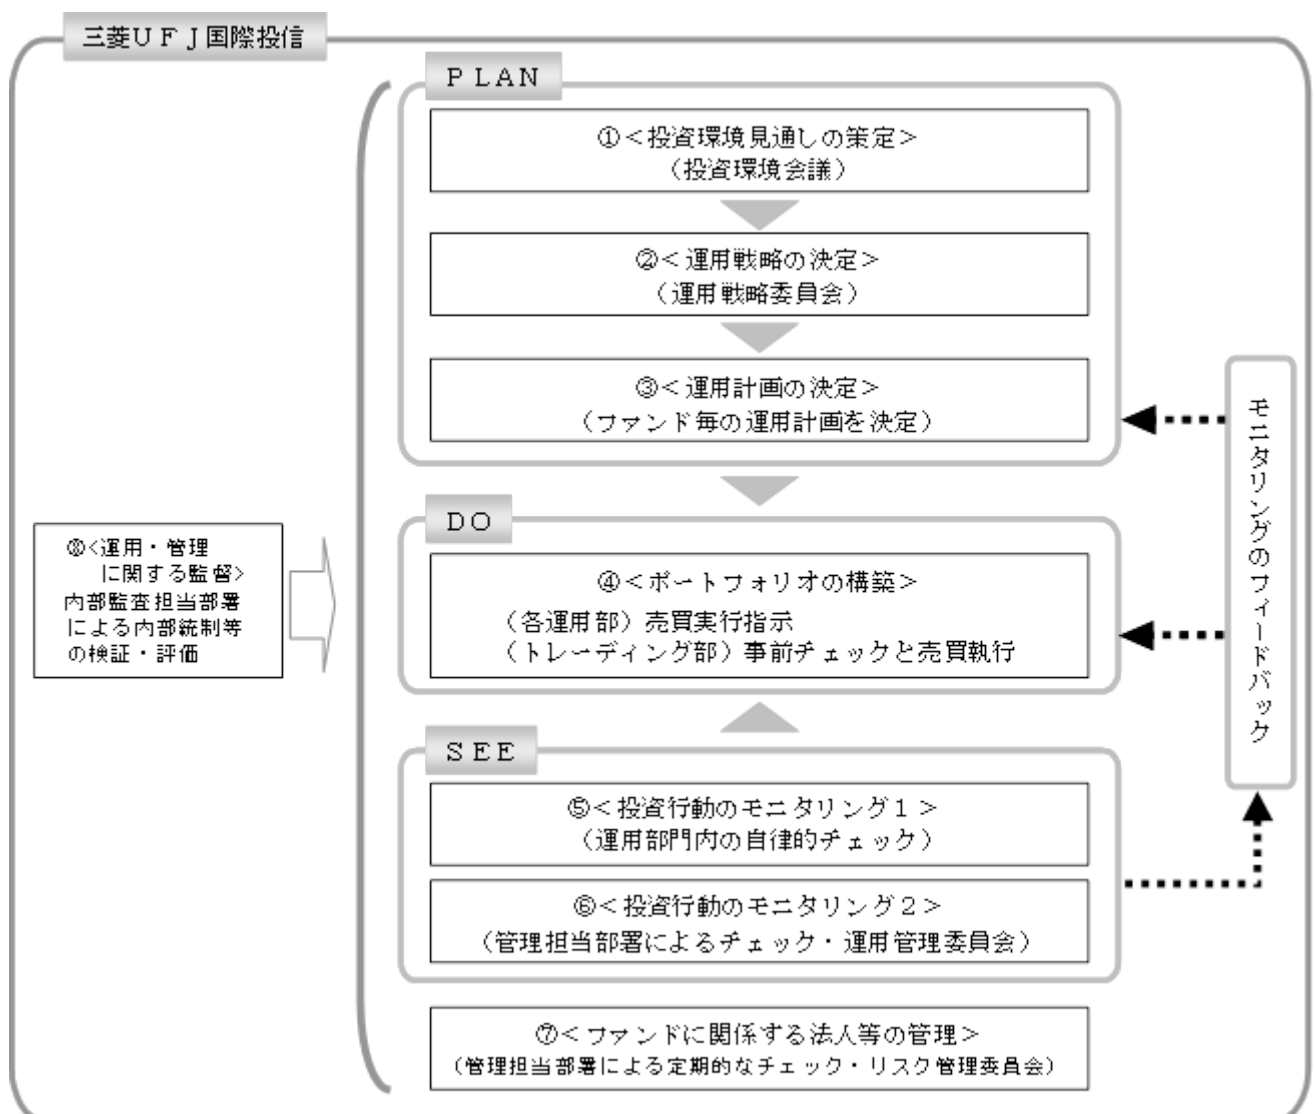 三菱ＵＦＪ国際投信
ＰＬＡＮ
①＜投資環境見通しの策定＞
（投資環境会議）
②＜運用戦略の決定＞
（運用戦略委員会）
③＜運用計画の決定＞
（ファンド毎の運用計画を決定）
ＤＯ
④＜ポートフォリオの構築＞
（各運用部）売買実行指示
（トレーディング部）事前チェックと売買執行
ＳＥＥ
⑤＜投資行動のモニタリング１＞
（運用部門内の自律的チェック）
⑥＜投資行動のモニタリング２＞
（管理担当部署によるチェック・運用管理委員会）
⑦＜ファンドに関係する法人等の管理＞
（管理担当部署による定期的なチェック・リスク管理委員会）
⑧<運用・管理
に関する監督>
内部監査担当部署
による内部統制等
の検証・評価
モニタリングのフィードバック